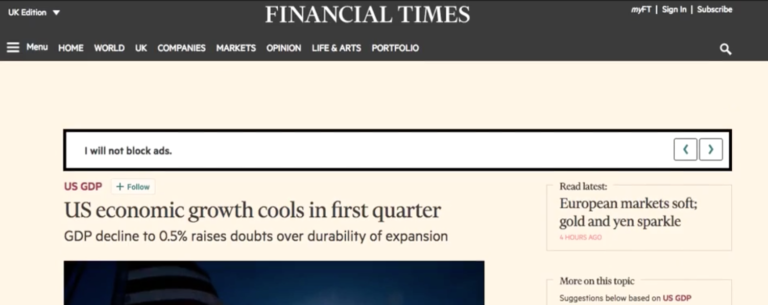 UK Edition
FINANCIAL TIMES
myFT | Sign In | Subscribe
Menu HOME WORLD UK COMPANIES MARKETS OPINION LIFE & ARTS PORTFOLIO
I will not block ads.
US GDP + Follow
US economic growth cools in first quarter
GDP decline to 0.5% raises doubts over durability of expansion
Read latest:
European markets soft;
gold and yen sparkle
4 HOURS AGO
More on this topic
Suggestions below based on US GDP